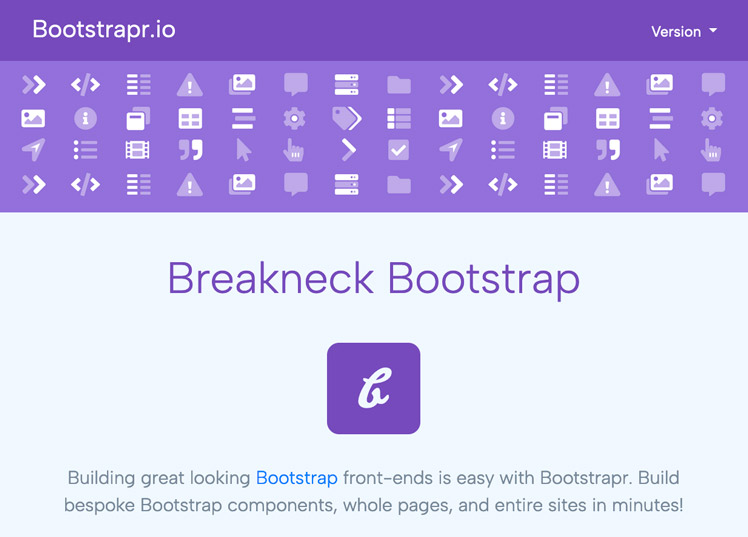 Bootstrapr.io
Version
Breakneck Bootstrap
b
Building great looking Bootstrap front-ends is easy with Bootstrapr. Build
bespoke Bootstrap components, whole pages, and entire sites in minutes!